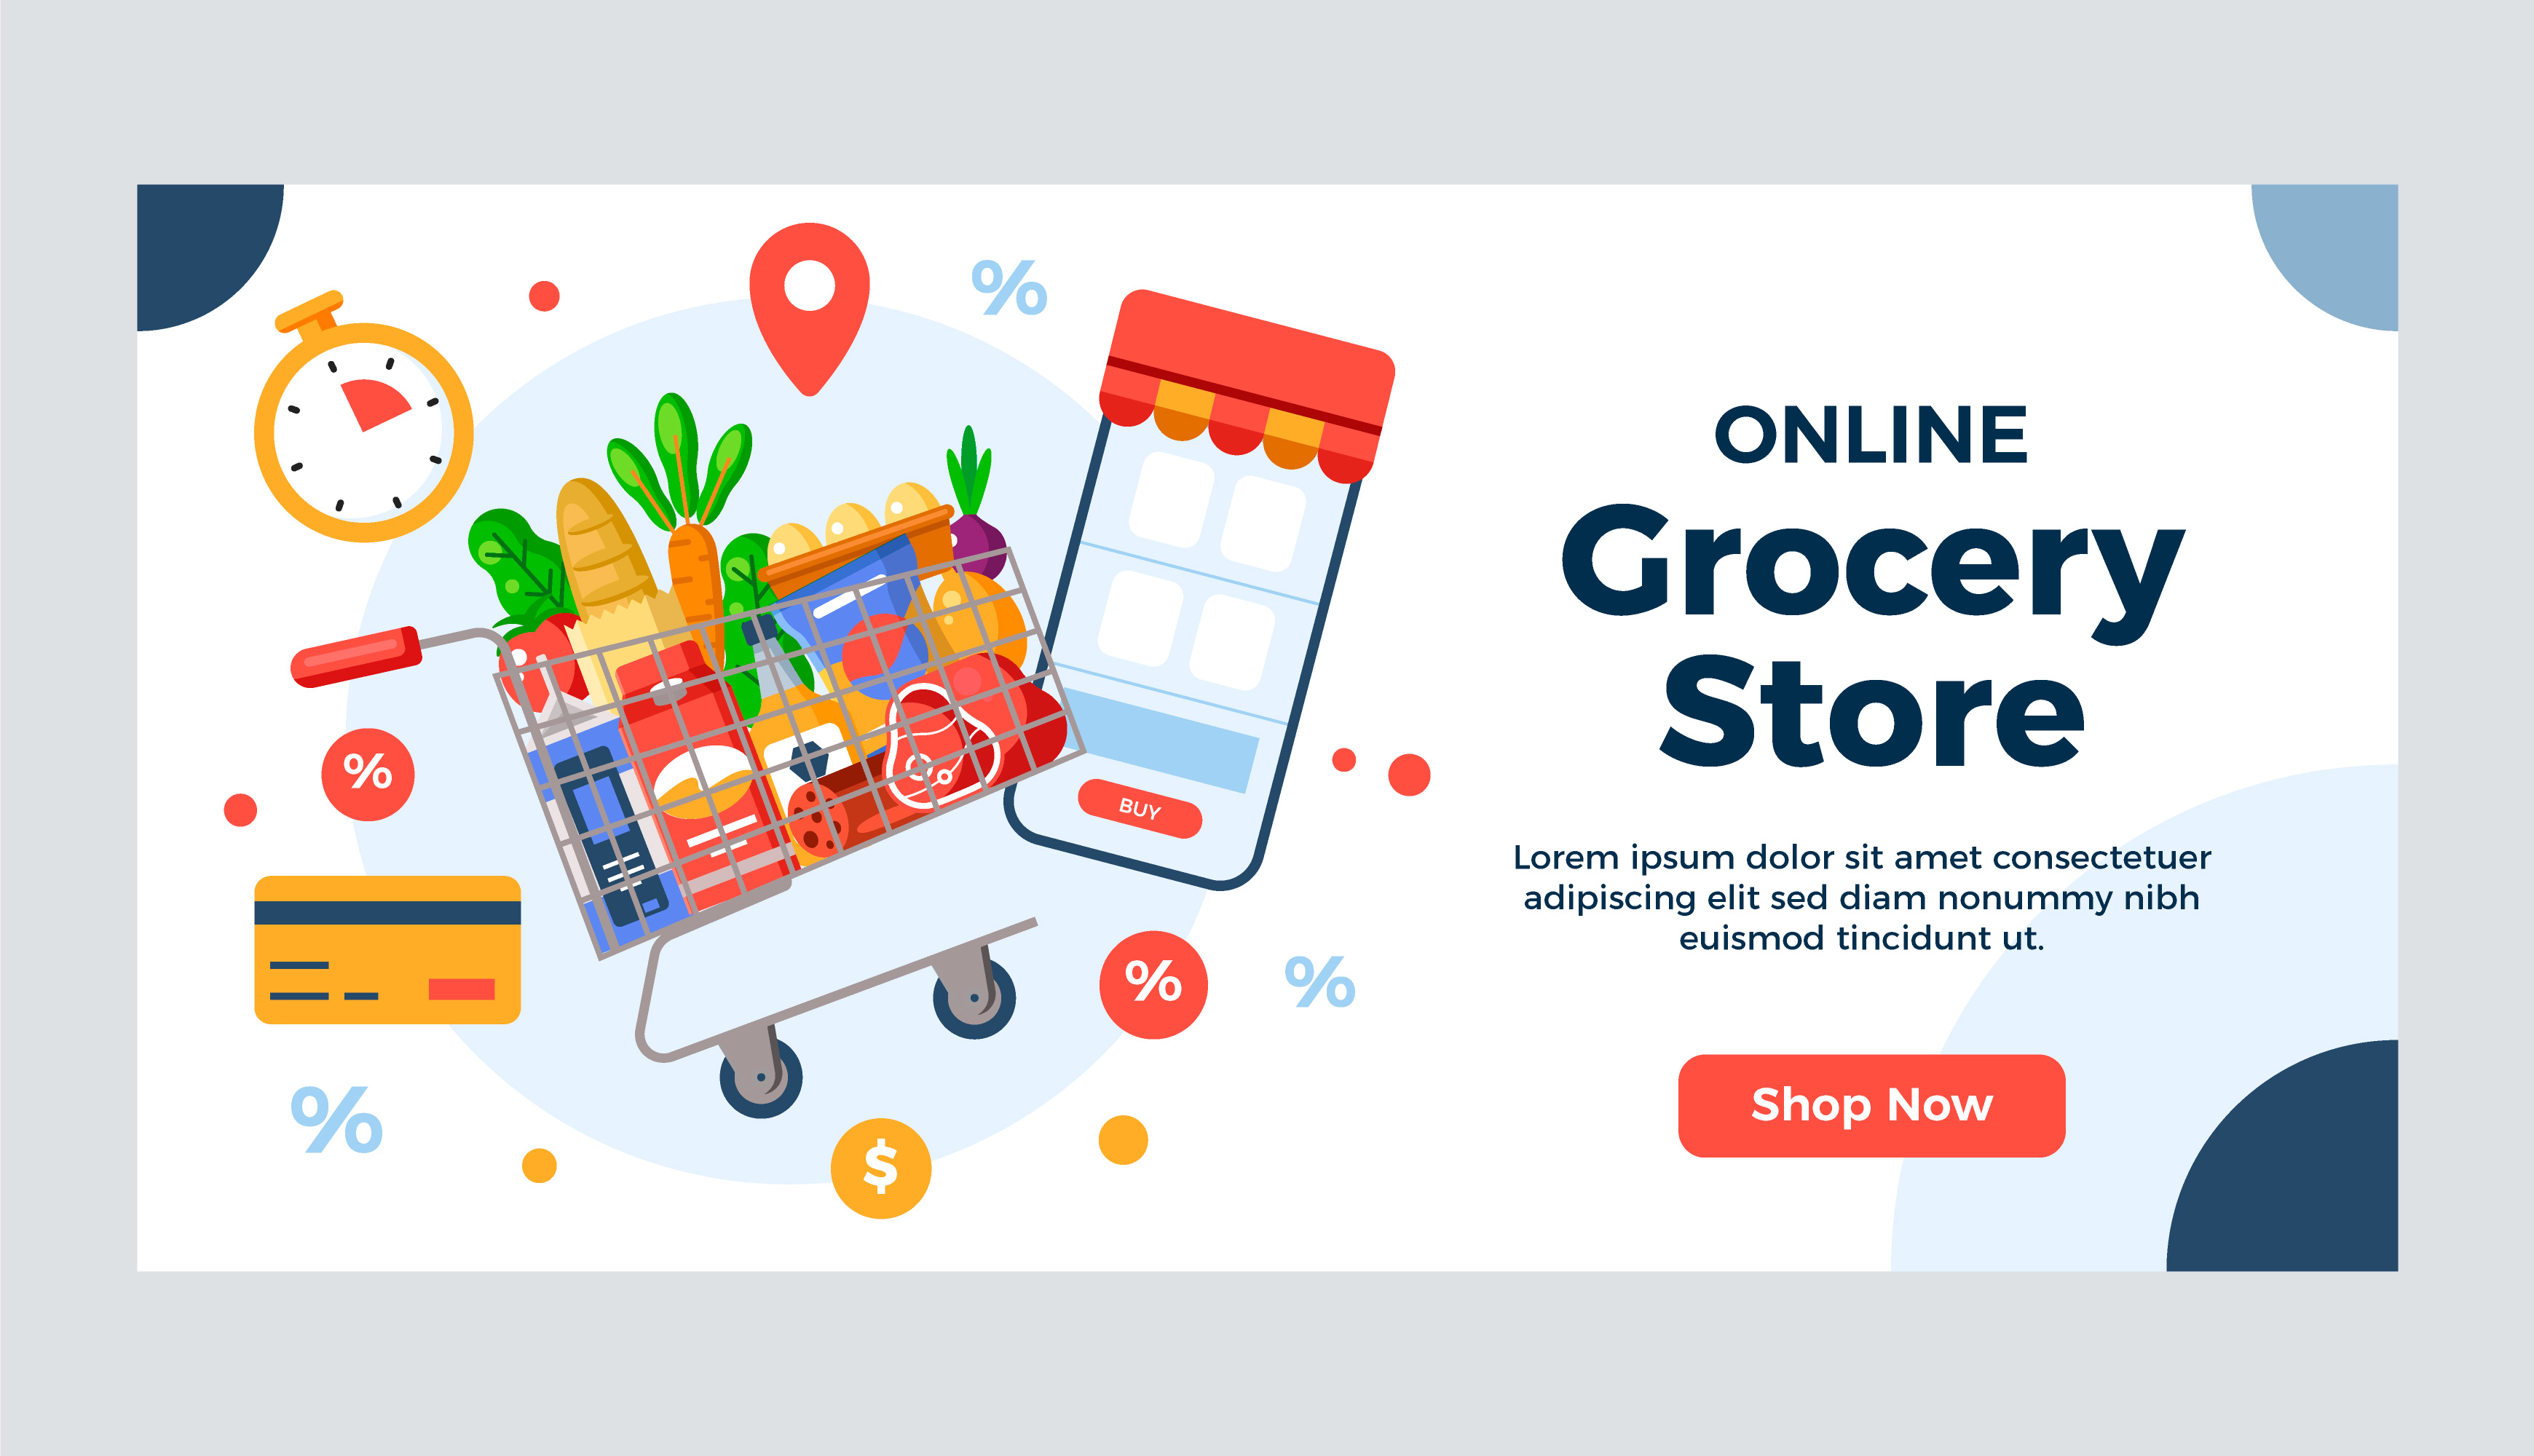 %
BUY
%
%
%
%
$
ONLINE
Grocery
Store
Lorem ipsum dolor sit amet consectetuer
adipiscing elit sed diam nonummy nibh
euismod tincidunt ut.
Shop Now